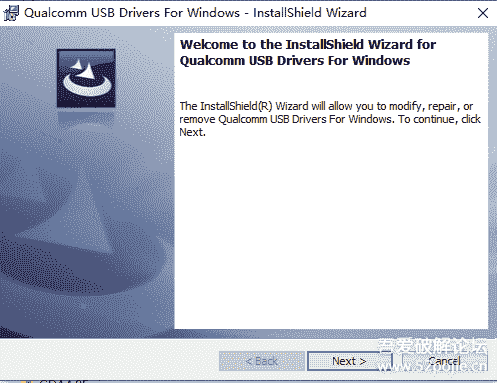 Qualcomm USB Drivers For Windows - InstallShield Wizard
Welcome to the InstallShield Wizard for
Qualcomm USB Drivers For Windows
The InstallShield(R) Wizard will allow you to modify, repair, or
remove Qualcomm USB Drivers For Windows. To continue, click
Next.
< Back
Next >
Cancel
吾爱破解论坛
www.52pojie.cn